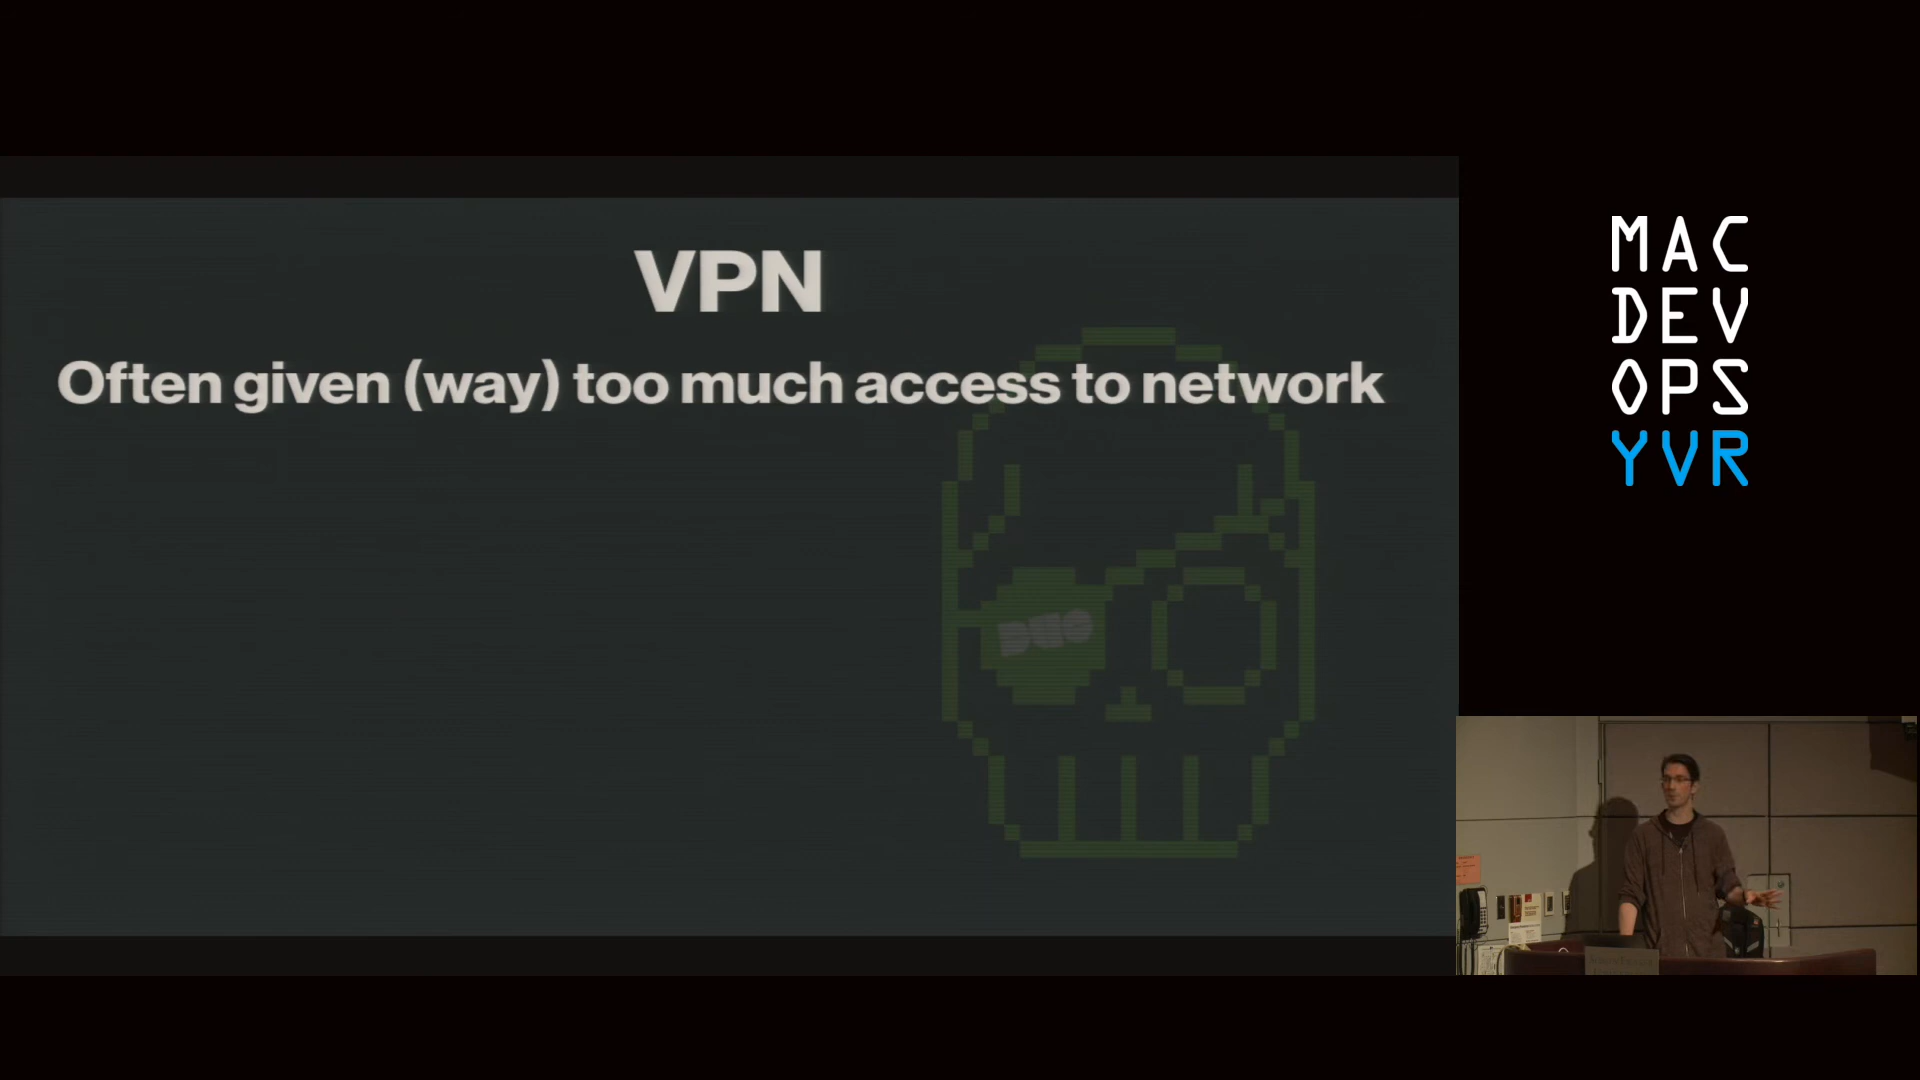 VPN
Often given (way) too much access to network
DUO
MAC
DEV
OPS
YVR